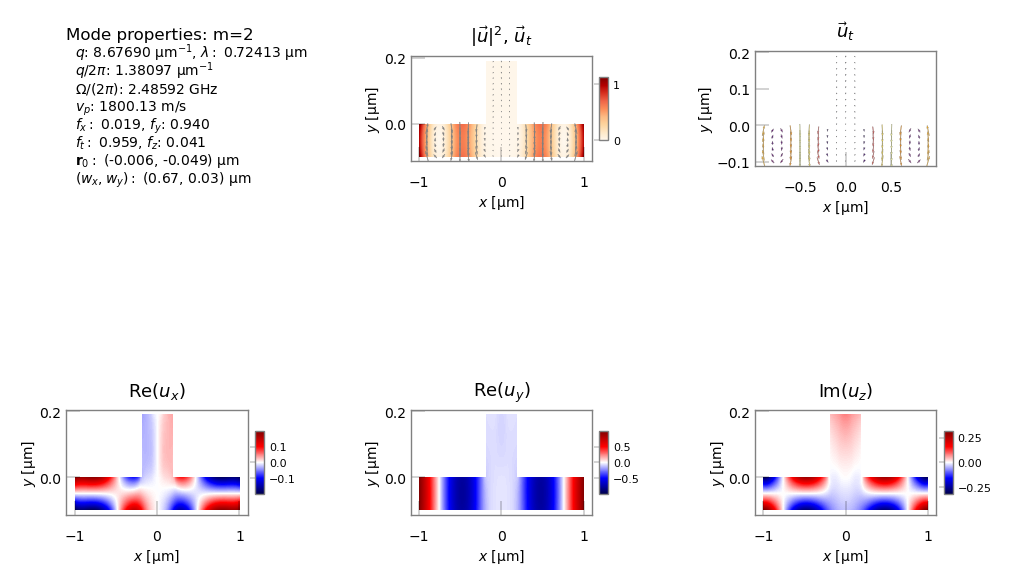 Mode properties: m=2
q: 8.67690 μm⁻¹, λ: 0.72413 μm
q/2π: 1.38097 μm⁻¹
Ω/(2π): 2.48592 GHz
vₚ: 1800.13 m/s
fₓ: 0.019, f_y: 0.940
f_t: 0.959, f_z: 0.041
r₀: (-0.006, -0.049) μm
(wₓ, w_y): (0.67, 0.03) μm
|u⃗|², u⃗_t
0.2
0.0
y [μm]
−1
0
1
x [μm]
1
0
u⃗_t
0.2
0.1
0.0
−0.1
y [μm]
−0.5
0.0
0.5
x [μm]
Re(uₓ)
0.2
0.0
y [μm]
−1
0
1
x [μm]
0.1
0.0
−0.1
Re(u_y)
0.2
0.0
y [μm]
−1
0
1
x [μm]
0.5
0.0
−0.5
Im(u_z)
0.2
0.0
y [μm]
−1
0
1
x [μm]
0.25
0.00
−0.25